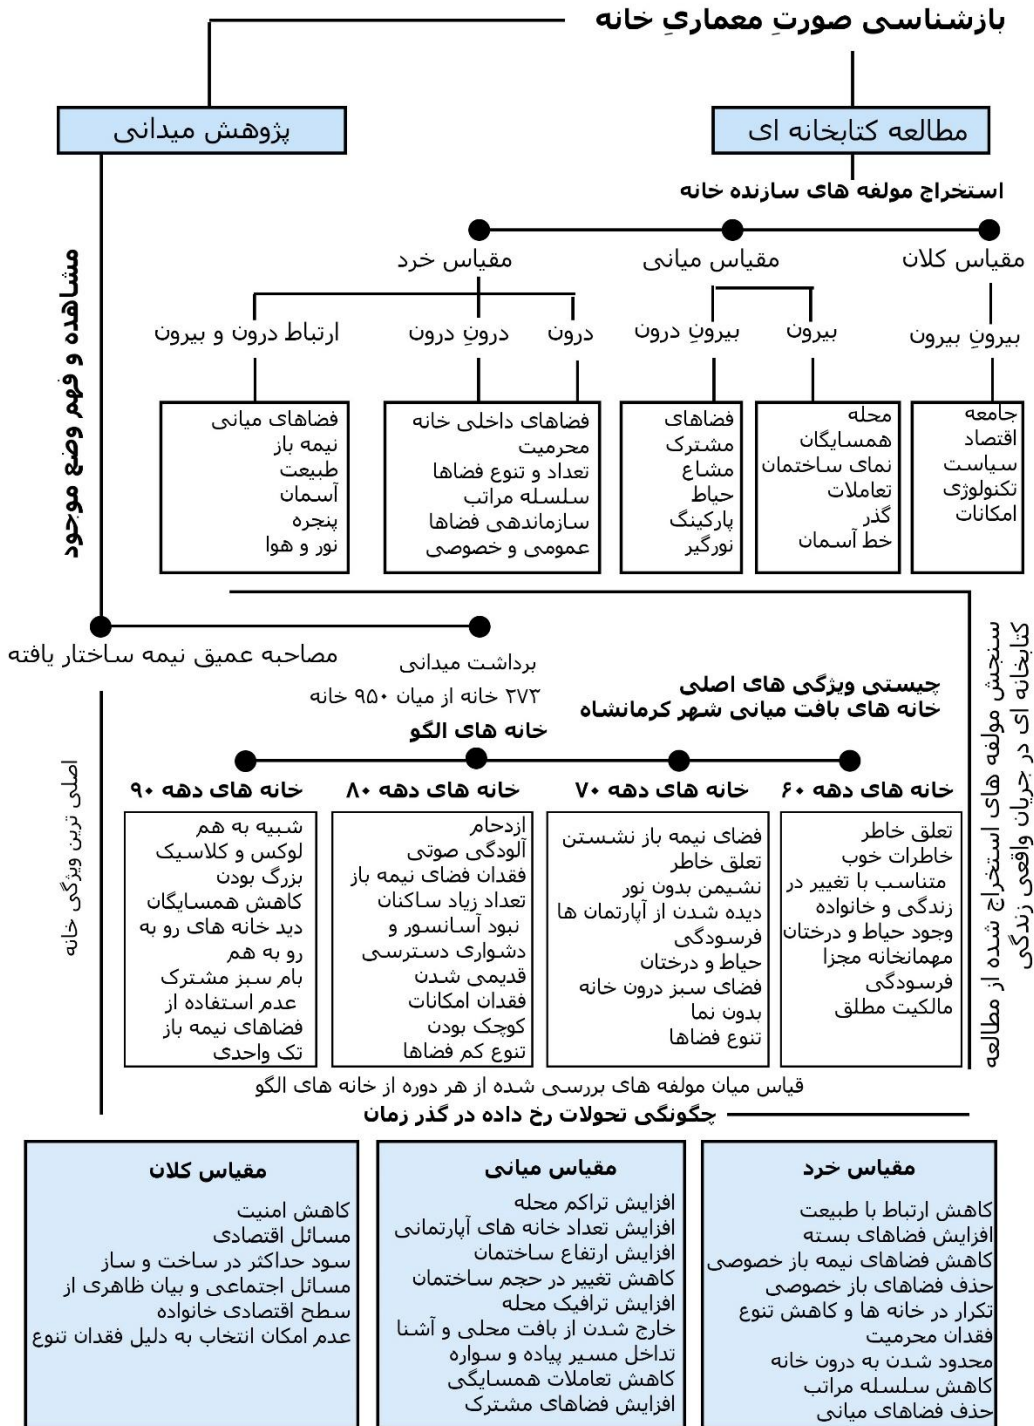 بازشناسی صورتِ معماریِ خانه
مطالعه کتابخانه ای
پژوهش میدانی
استخراج مولفه های سازنده خانه
مقیاس کلان
مقیاس میانی
مقیاس خرد
بیرونِ بیرون
بیرون
بیرونِ درون
درون
درونِ درون
ارتباط درون و بیرون
جامعه
اقتصاد
سیاست
تکنولوژی
امکانات
محله
همسایگان
نمای ساختمان
تعاملات
گذر
خط آسمان
فضاهای
مشترک
مشاع
حیاط
پارکینگ
نورگیر
فضاهای داخلی خانه
محرمیت
تعداد و تنوع فضاها
سلسله مراتب
سازماندهی فضاها
عمومی و خصوصی
فضاهای میانی
نیمه باز
طبیعت
آسمان
پنجره
نور و هوا
مشاهده و فهم وضع موجود
سنجش مولفه های استخراج شده از مطالعه
کتابخانه ای در جریان واقعی زندگی
برداشت میدانی
۲۷۳ خانه از میان ۹۵۰ خانه
مصاحبه عمیق نیمه ساختار یافته
چیستی ویژگی های اصلی
خانه های بافت میانی شهر کرمانشاه
خانه های الگو
خانه های دهه ۶۰
خانه های دهه ۷۰
خانه های دهه ۸۰
خانه های دهه ۹۰
تعلق خاطر
خاطرات خوب
متناسب با تغییر در
زندگی و خانواده
وجود حیاط و درختان
مهمانخانه مجزا
فرسودگی
مالکیت مطلق
فضای نیمه باز نشستن
تعلق خاطر
نشیمن بدون نور
دیده شدن از آپارتمان ها
فرسودگی
حیاط و درختان
فضای سبز درون خانه
بدون نما
تنوع فضاها
ازدحام
آلودگی صوتی
فقدان فضای نیمه باز
تعداد زیاد ساکنان
نبود آسانسور و
دشواری دسترسی
قدیمی شدن
فقدان امکانات
کوچک بودن
تنوع کم فضاها
شبیه به هم
لوکس و کلاسیک
بزرگ بودن
کاهش همسایگان
دید خانه های رو به
رو به هم
بام سبز مشترک
عدم استفاده از
فضاهای نیمه باز
تک واحدی
اصلی ترین ویژگی خانه
قیاس میان مولفه های بررسی شده از هر دوره از خانه های الگو
چگونگی تحولات رخ داده در گذر زمان
مقیاس خرد
کاهش ارتباط با طبیعت
افزایش فضاهای بسته
کاهش فضاهای نیمه باز خصوصی
حذف فضاهای باز خصوصی
تکرار در خانه ها و کاهش تنوع
فقدان محرمیت
محدود شدن به درون خانه
کاهش سلسله مراتب
حذف فضاهای میانی
مقیاس میانی
افزایش تراکم محله
افزایش تعداد خانه های آپارتمانی
افزایش ارتفاع ساختمان
کاهش تغییر در حجم ساختمان
افزایش ترافیک محله
خارج شدن از بافت محلی و آشنا
تداخل مسیر پیاده و سواره
کاهش تعاملات همسایگی
افزایش فضاهای مشترک
مقیاس کلان
کاهش امنیت
مسائل اقتصادی
سود حداکثر در ساخت و ساز
مسائل اجتماعی و بیان ظاهری از
سطح اقتصادی خانواده
عدم امکان انتخاب به دلیل فقدان تنوع